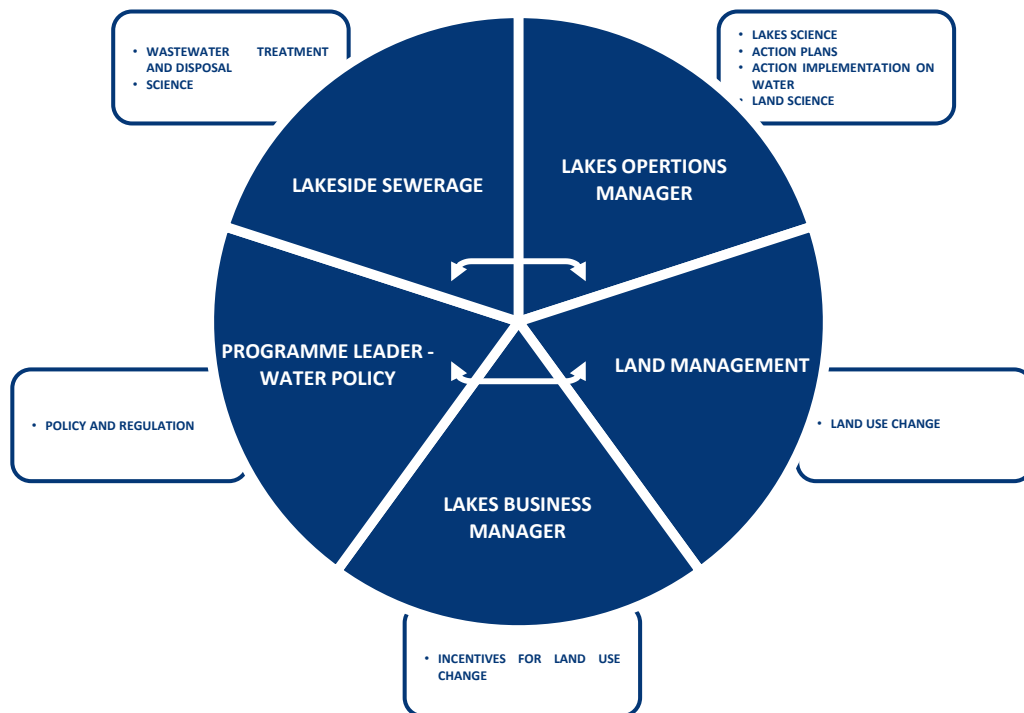 • WASTEWATER TREATMENT
AND DISPOSAL
• SCIENCE
• LAKES SCIENCE
• ACTION PLANS
• ACTION IMPLEMENTATION ON
WATER
• LAND SCIENCE
LAKESIDE SEWERAGE
LAKES OPERTIONS
MANAGER
PROGRAMME LEADER -
WATER POLICY
LAND MANAGEMENT
• POLICY AND REGULATION
• LAND USE CHANGE
LAKES BUSINESS
MANAGER
• INCENTIVES FOR LAND USE
CHANGE